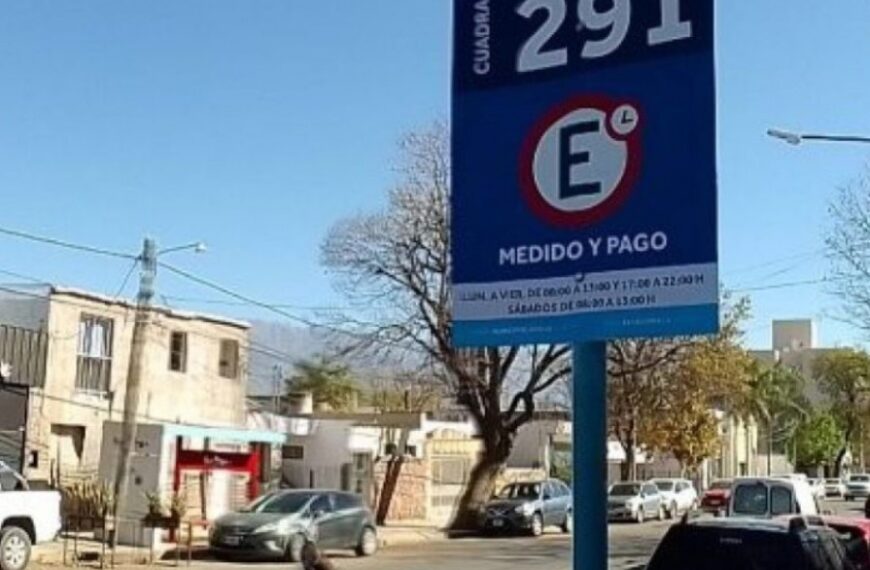 CUADRA
291
E
MEDIDO Y PAGO
LUN. A VIER. DE 08:00 A 13:00 Y 17:00 A 22:00 H
SÁBADOS DE 08:00 A 13:00 H